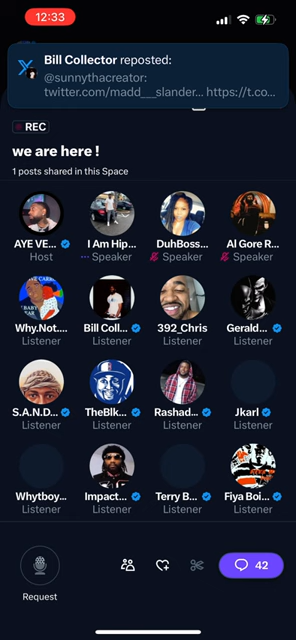 12:33
Bill Collector reposted:
@sunnythacreator:
twitter.com/madd___slander... https://t.co...
REC
we are here !
1 posts shared in this Space
AYE VE... I Am Hip... DuhBoss... Al Gore R...
Host Speaker Speaker Speaker
Why.Not.... Bill Coll... 392_Chris Gerald...
Listener Listener Listener Listener
S.A.N.D... TheBlk... Rashad... Jkarl
Listener Listener Listener Listener
Whytboy... Impact... Terry B... Fiya Boi...
Listener Listener Listener Listener
42
Request